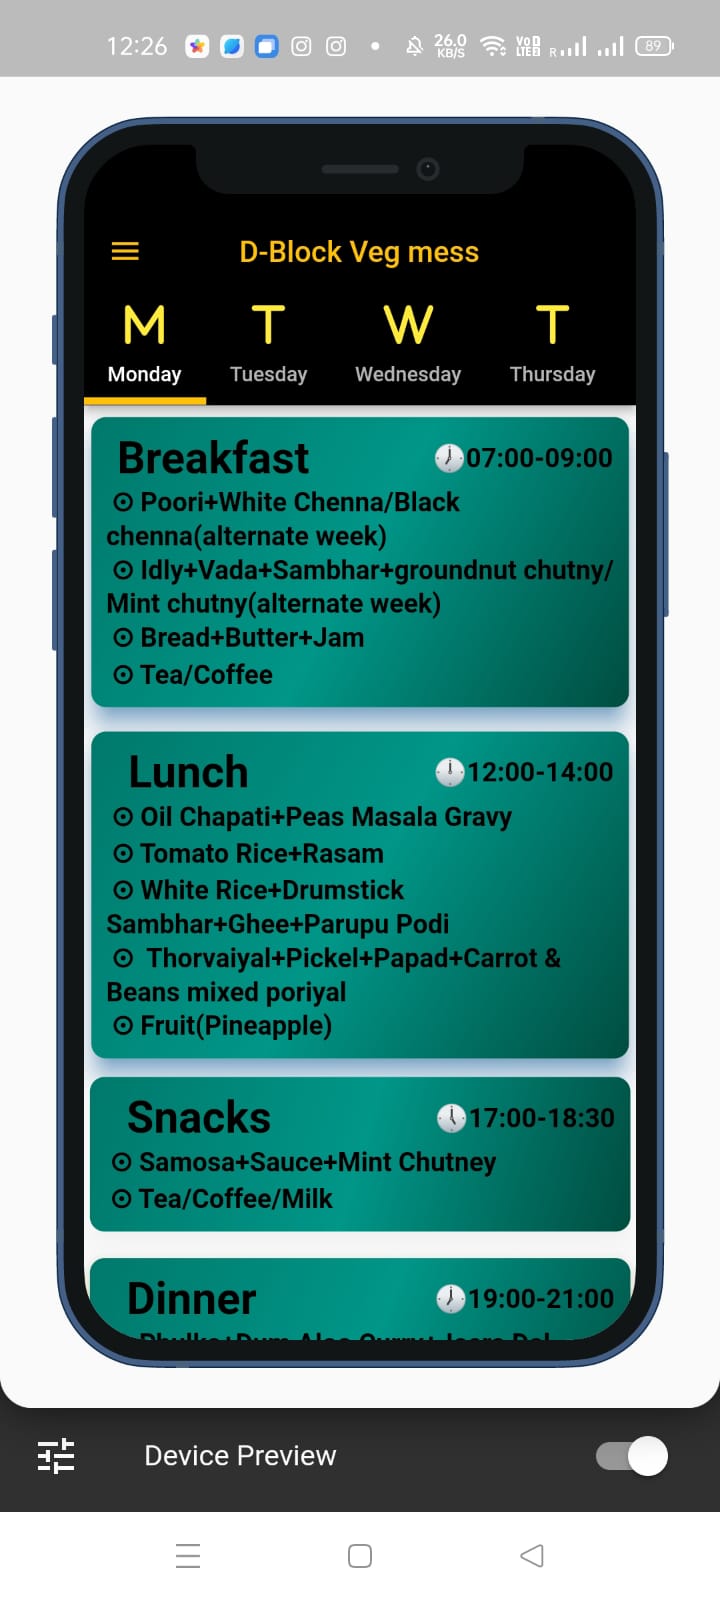 12:26
26.0
KB/S
VoD
LTE2
R
89
D-Block Veg mess
M T W T
Monday Tuesday Wednesday Thursday
Breakfast 07:00-09:00
Poori+White Chenna/Black
chenna(alternate week)
Idly+Vada+Sambhar+groundnut chutny/
Mint chutny(alternate week)
Bread+Butter+Jam
Tea/Coffee
Lunch 12:00-14:00
Oil Chapati+Peas Masala Gravy
Tomato Rice+Rasam
White Rice+Drumstick
Sambhar+Ghee+Parupu Podi
Thorvaiyal+Pickel+Papad+Carrot &
Beans mixed poriyal
Fruit(Pineapple)
Snacks 17:00-18:30
Samosa+Sauce+Mint Chutney
Tea/Coffee/Milk
Dinner 19:00-21:00
Device Preview